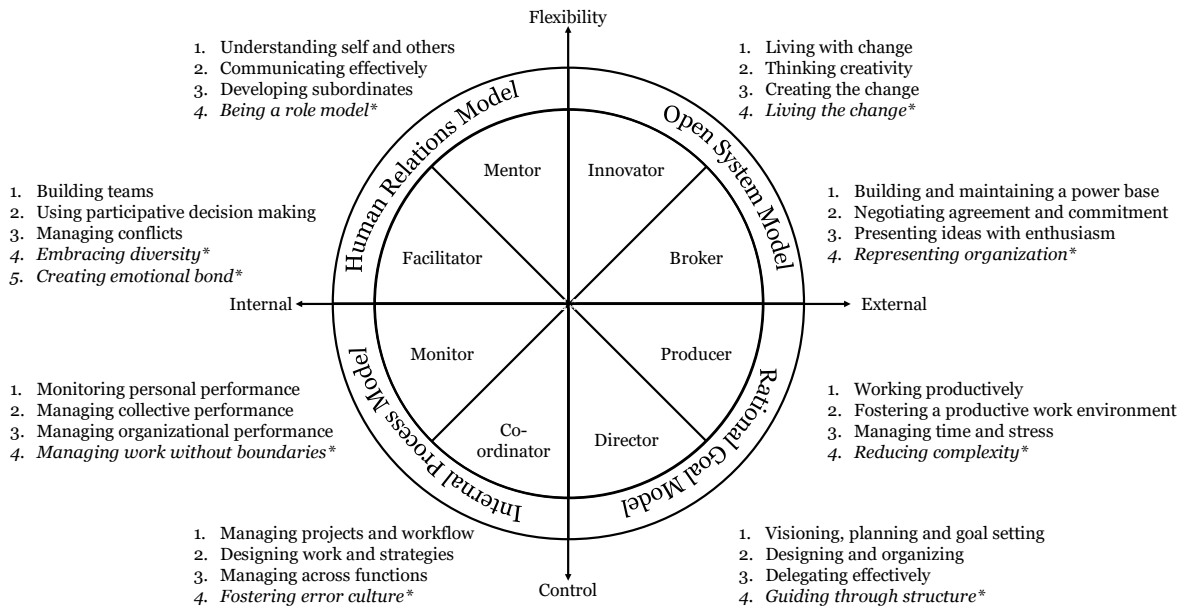 Flexibility
1. Understanding self and others
2. Communicating effectively
3. Developing subordinates
4. Being a role model*
1. Living with change
2. Thinking creativity
3. Creating the change
4. Living the change*
Human Relations Model
Open System Model
Mentor
Innovator
1. Building teams
2. Using participative decision making
3. Managing conflicts
4. Embracing diversity*
5. Creating emotional bond*
Facilitator
Broker
1. Building and maintaining a power base
2. Negotiating agreement and commitment
3. Presenting ideas with enthusiasm
4. Representing organization*
Internal
External
1. Monitoring personal performance
2. Managing collective performance
3. Managing organizational performance
4. Managing work without boundaries*
Monitor
Producer
1. Working productively
2. Fostering a productive work environment
3. Managing time and stress
4. Reducing complexity*
Internal Process Model
Rational Goal Model
Co-
ordinator
Director
1. Managing projects and workflow
2. Designing work and strategies
3. Managing across functions
4. Fostering error culture*
1. Visioning, planning and goal setting
2. Designing and organizing
3. Delegating effectively
4. Guiding through structure*
Control